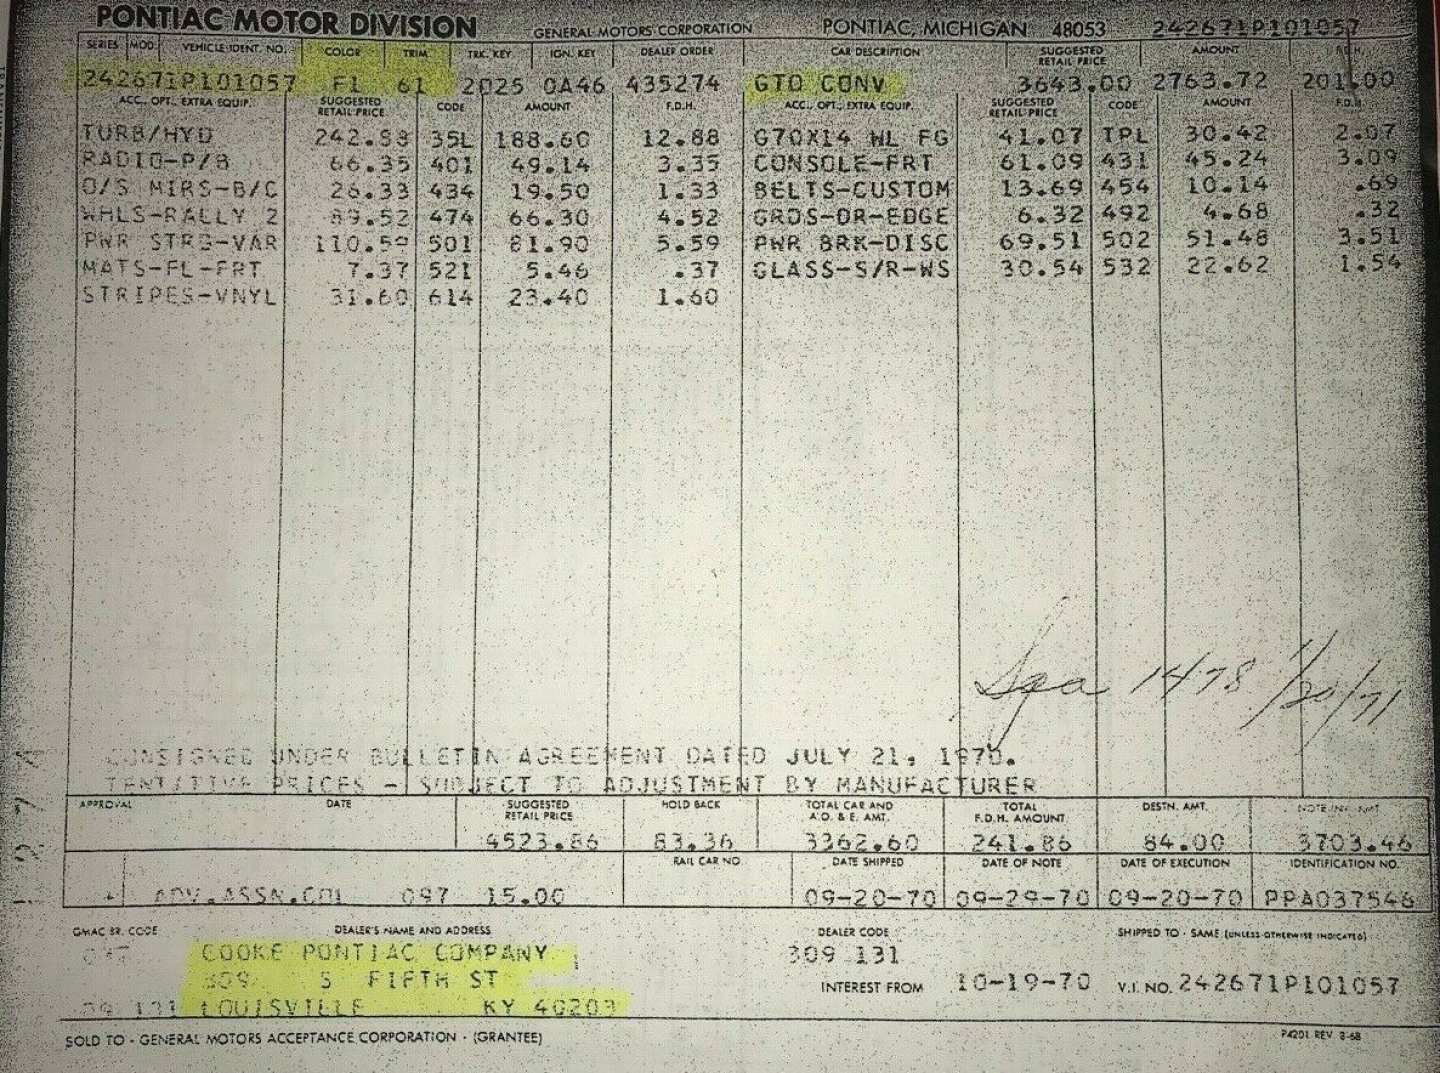 PONTIAC MOTOR DIVISION GENERAL MOTORS CORPORATION PONTIAC, MICHIGAN 48053 242671P101057
SERIES MOD. VEHICLE IDENT. NO. COLOR TRIM TRK. KEY IGN. KEY DEALER ORDER CAR DESCRIPTION SUGGESTED RETAIL PRICE AMOUNT F.D.H.
242671P101057 F1 61 2025 0A46 435274 GTO CONV 3643.00 2763.72 201.00
ACC., OPT., EXTRA EQUIP. SUGGESTED RETAIL PRICE CODE AMOUNT F.D.H. ACC., OPT., EXTRA EQUIP. SUGGESTED RETAIL PRICE CODE AMOUNT F.D.H.
TURB/HYD 242.88 35L 188.60 12.88 G70X14 WL FG 41.07 TPL 30.42 2.07
RADIO-P/B 66.35 401 49.14 3.35 CONSOLE-FRT 61.09 431 45.24 3.09
O/S MIRS-B/C 26.33 434 19.50 1.33 BELTS-CUSTOM 13.69 454 10.14 .69
WHLS-RALLY 2 89.52 474 66.30 4.52 GRDS-DR-EDGE 6.32 492 4.68 .32
PWR STRG-VAR 110.59 501 81.90 5.59 PWR BRK-DISC 69.51 502 51.48 3.51
MATS-FL-FRT 7.37 521 5.46 .37 GLASS-S/R-WS 30.54 532 22.62 1.54
STRIPES-VNYL 31.60 614 23.40 1.60
1478 1/20/71
CONSIGNED UNDER BULLETIN AGREEMENT DATED JULY 21, 1970.
TENTATIVE PRICES - SUBJECT TO ADJUSTMENT BY MANUFACTURER
APPROVAL DATE SUGGESTED RETAIL PRICE HOLD BACK TOTAL CAR AND A.O. & E. AMT. TOTAL F.D.H. AMOUNT DESTN. AMT.
4523.86 83.36 3362.60 241.86 84.00 3703.46
RAIL CAR NO. DATE SHIPPED DATE OF NOTE DATE OF EXECUTION IDENTIFICATION NO.
ADV.ASSN.COL 097 15.00 09-20-70 09-29-70 09-20-70 PPA037546
GMAC BR. CODE DEALER'S NAME AND ADDRESS DEALER CODE SHIPPED TO - SAME (UNLESS OTHERWISE INDICATED)
COOKE PONTIAC COMPANY 309 131
309 S FIFTH ST INTEREST FROM 10-19-70 V.I. NO. 242671P101057
09 131 LOUISVILLE KY 40203
SOLD TO - GENERAL MOTORS ACCEPTANCE CORPORATION - (GRANTEE) P4201 REV. 8-68